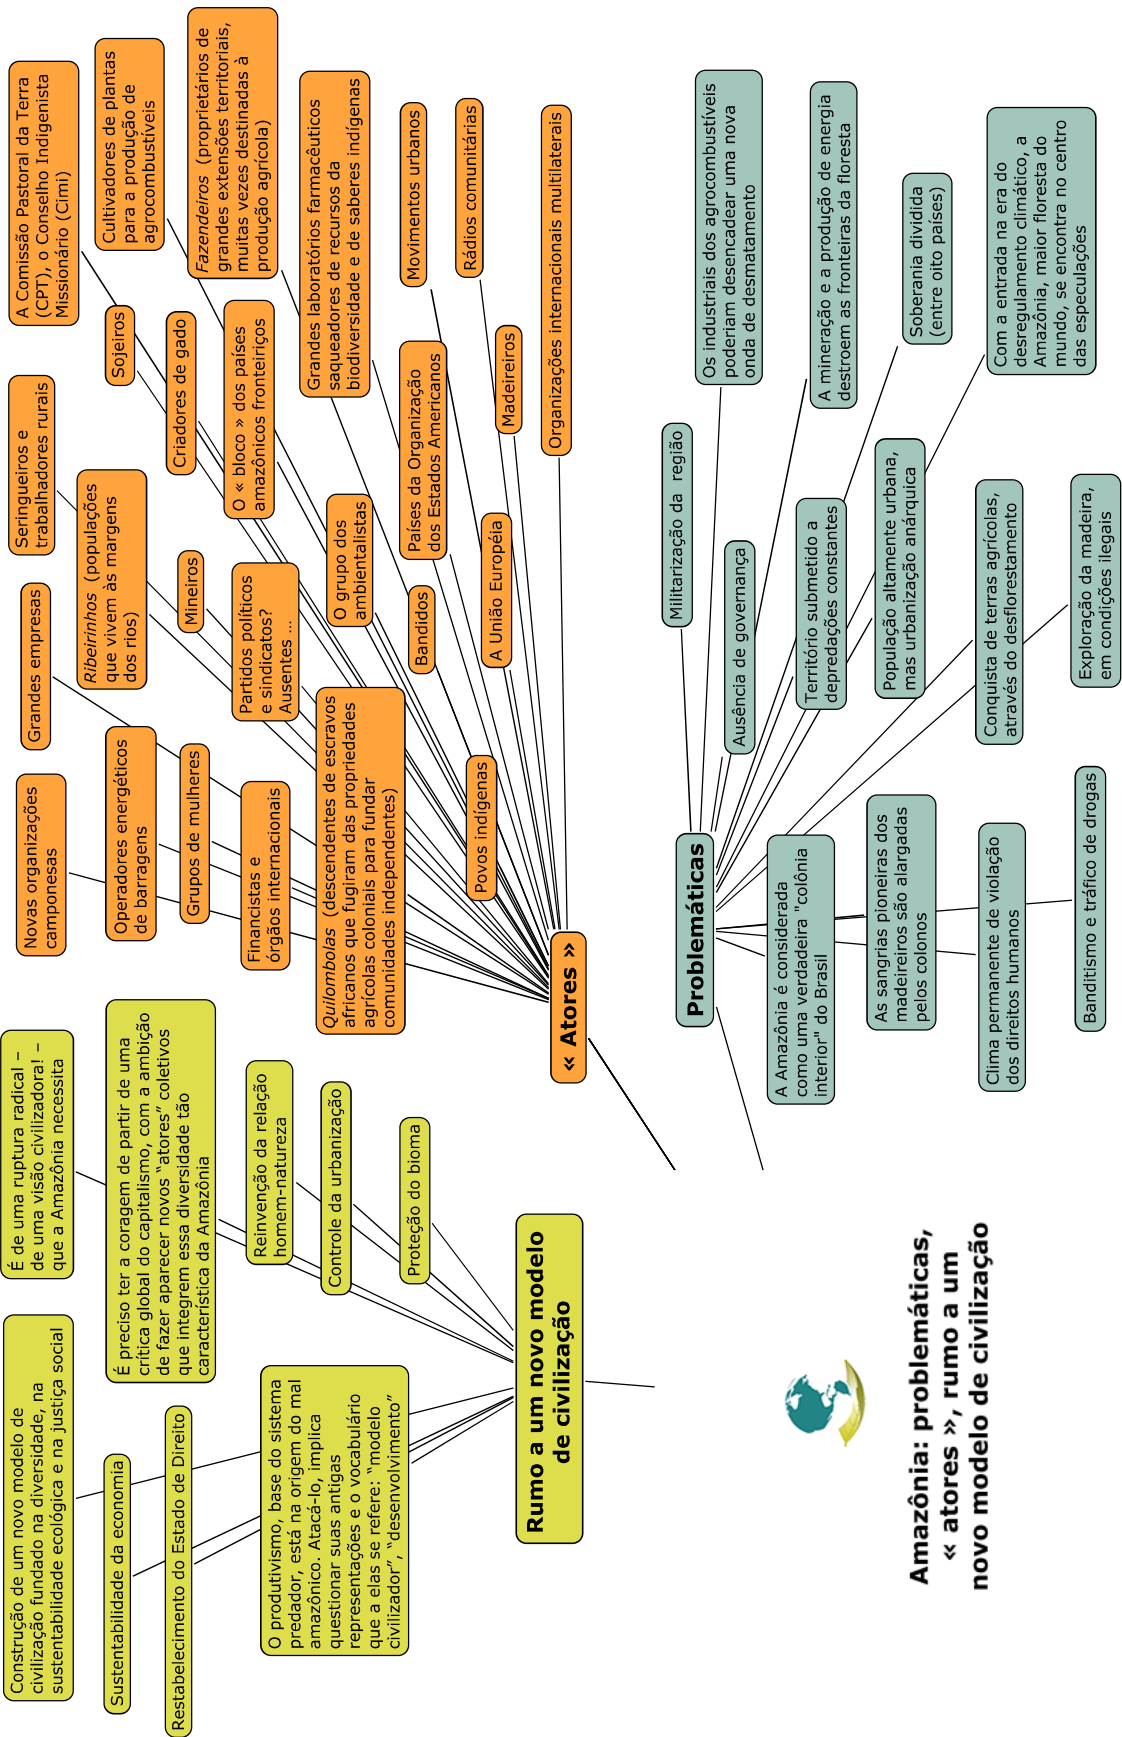 Construção de um novo modelo de
civilização fundado na diversidade, na
sustentabilidade ecológica e na justiça social
É de uma ruptura radical –
de uma visão civilizadora! –
que a Amazônia necessita
Sustentabilidade da economia
Restabelecimento do Estado de Direito
É preciso ter a coragem de partir de uma
crítica global do capitalismo, com a ambição
de fazer aparecer novos “atores” coletivos
que integrem essa diversidade tão
característica da Amazônia
O produtivismo, base do sistema
predador, está na origem do mal
amazônico. Atacá-lo, implica
questionar suas antigas
representações e o vocabulário
que a elas se refere: “modelo
civilizador”, “desenvolvimento”
Reinvenção da relação
homem-natureza
Controle da urbanização
Proteção do bioma
Rumo a um novo modelo
de civilização
Novas organizações
camponesas
Grandes empresas
Seringueiros e
trabalhadores rurais
A Comissão Pastoral da Terra
(CPT), o Conselho Indigenista
Missionário (Cimi)
Operadores energéticos
de barragens
Ribeirinhos (populações
que vivem às margens
dos rios)
Sojeiros
Cultivadores de plantas
para a produção de
agrocombustíveis
Grupos de mulheres
Mineiros
Criadores de gado
Fazendeiros (proprietários de
grandes extensões territoriais,
muitas vezes destinadas à
produção agrícola)
Financistas e
órgãos internacionais
Partidos políticos
e sindicatos?
Ausentes ...
O « bloco » dos países
amazônicos fronteiriços
Quilombolas (descendentes de escravos
africanos que fugiram das propriedades
agrícolas coloniais para fundar
comunidades independentes)
O grupo dos
ambientalistas
Grandes laboratórios farmacêuticos
saqueadores de recursos da
biodiversidade e de saberes indígenas
Bandidos
Países da Organização
dos Estados Americanos
Movimentos urbanos
Povos indígenas
A União Européia
Madeireiros
Rádios comunitárias
Organizações internacionais multilaterais
« Atores »
Problemáticas
Militarização da região
Os industriais dos agrocombustíveis
poderiam desencadear uma nova
onda de desmatamento
Ausência de governança
A mineração e a produção de energia
destroem as fronteiras da floresta
A Amazônia é considerada
como uma verdadeira "colônia
interior" do Brasil
Território submetido a
depredações constantes
Soberania dividida
(entre oito países)
As sangrias pioneiras dos
madeireiros são alargadas
pelos colonos
População altamente urbana,
mas urbanização anárquica
Com a entrada na era do
desregulamento climático, a
Amazônia, maior floresta do
mundo, se encontra no centro
das especulações
Clima permanente de violação
dos direitos humanos
Conquista de terras agrícolas,
através do desflorestamento
Banditismo e tráfico de drogas
Exploração da madeira,
em condições ilegais
Amazônia: problemáticas,
« atores », rumo a um
novo modelo de civilização